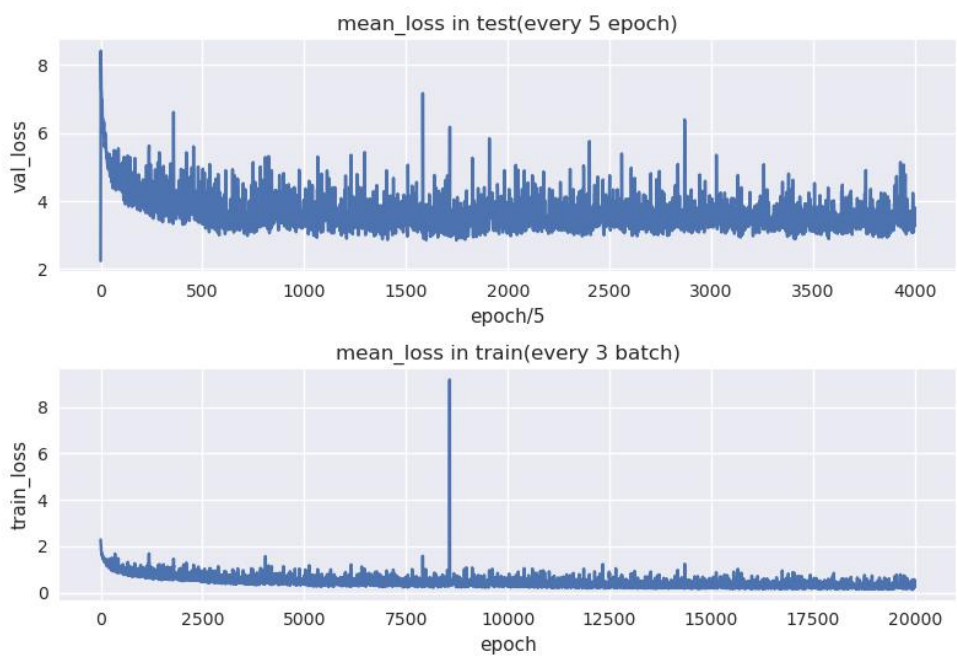 mean_loss in test(every 5 epoch)
8
6
4
2
val_loss
0 500 1000 1500 2000 2500 3000 3500 4000
epoch/5
mean_loss in train(every 3 batch)
8
6
4
2
0
train_loss
0 2500 5000 7500 10000 12500 15000 17500 20000
epoch